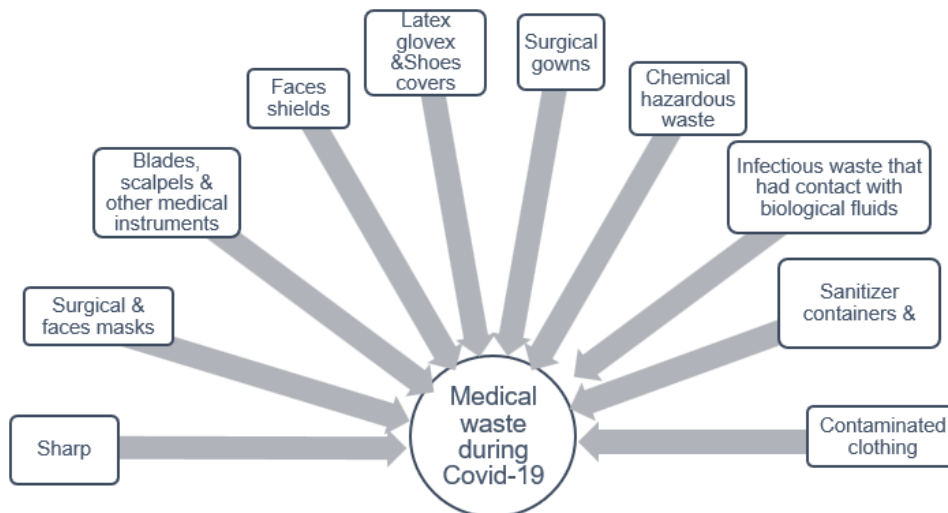 Latex
glovex
&Shoes
covers
Surgical
gowns
Faces
shields
Chemical
hazardous
waste
Blades,
scalpels &
other medical
instruments
Infectious waste that
had contact with
biological fluids
Surgical &
faces masks
Sanitizer
containers &
Sharp
Contaminated
clothing
Medical
waste
during
Covid-19